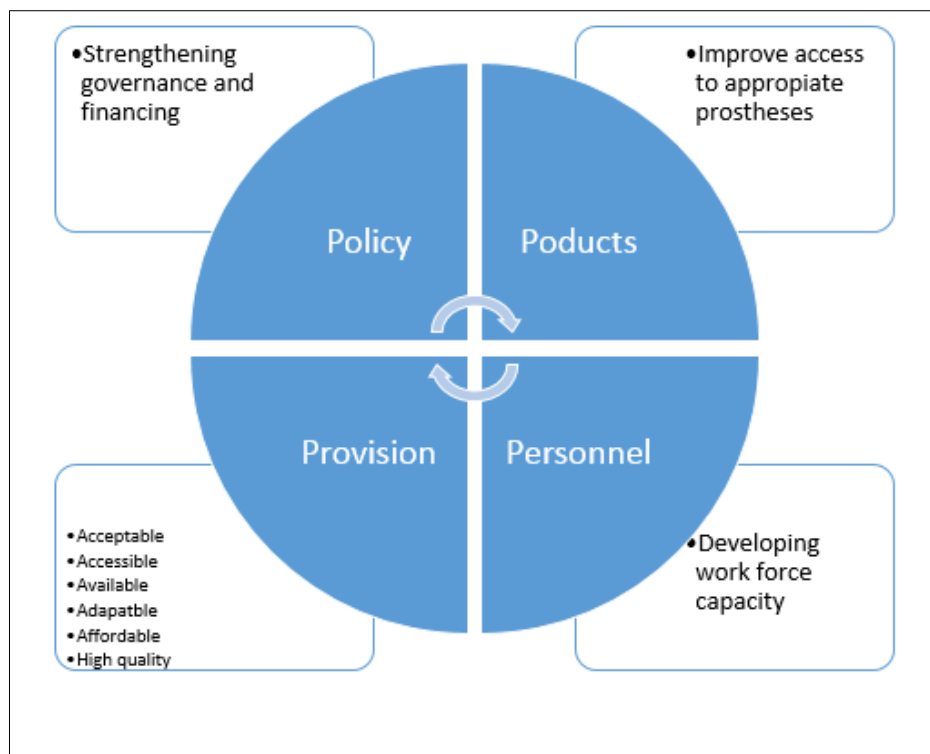 •Strengthening
governance and
financing
•Improve access
to appropiate
prostheses
Policy
Poducts
Provision
Personnel
•Acceptable
•Accessible
•Available
•Adapatble
•Affordable
•High quality
•Developing
work force
capacity